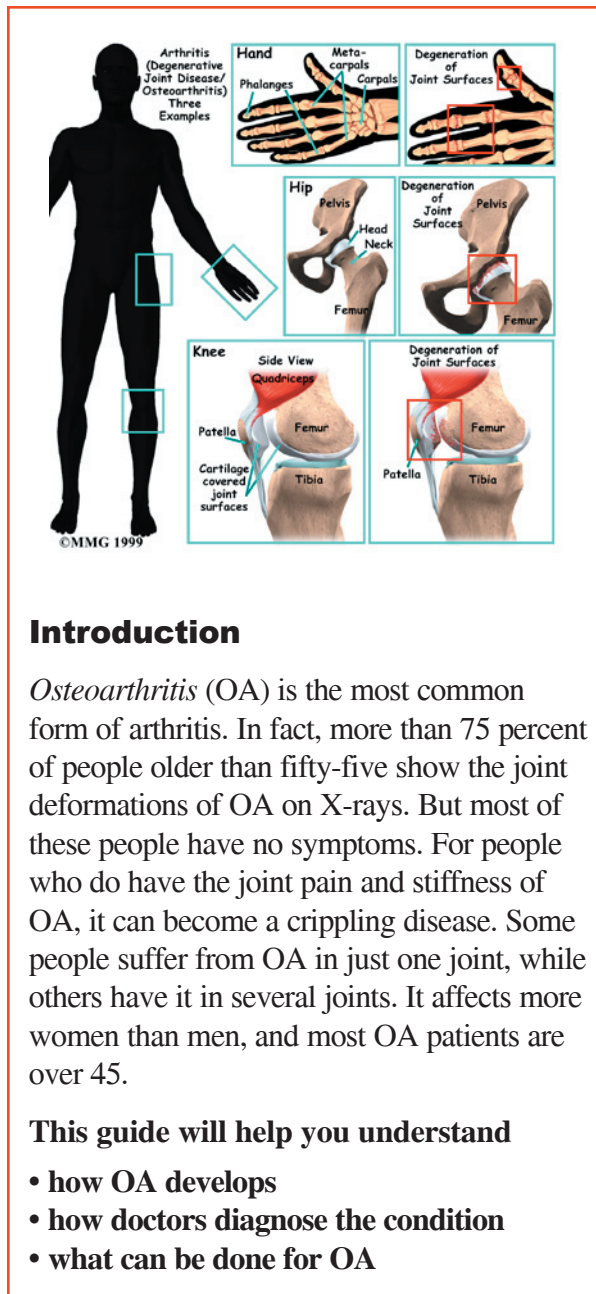 Arthritis
(Degenerative
Joint Disease/
Osteoarthritis)
Three
Examples
Hand
Meta-
carpals
Phalanges
Carpals
Degeneration
of
Joint Surfaces
Hip
Pelvis
Head
Neck
Femur
Degeneration
of
Joint
Surfaces
Pelvis
Femur
Knee
Side View
Quadriceps
Patella
Femur
Cartilage
covered
joint
surfaces
Tibia
Degeneration of
Joint Surfaces
Femur
Patella
Tibia
©MMG 1999
Introduction
Osteoarthritis (OA) is the most common
form of arthritis. In fact, more than 75 percent
of people older than fifty-five show the joint
deformations of OA on X-rays. But most of
these people have no symptoms. For people
who do have the joint pain and stiffness of
OA, it can become a crippling disease. Some
people suffer from OA in just one joint, while
others have it in several joints. It affects more
women than men, and most OA patients are
over 45.
This guide will help you understand
• how OA develops
• how doctors diagnose the condition
• what can be done for OA